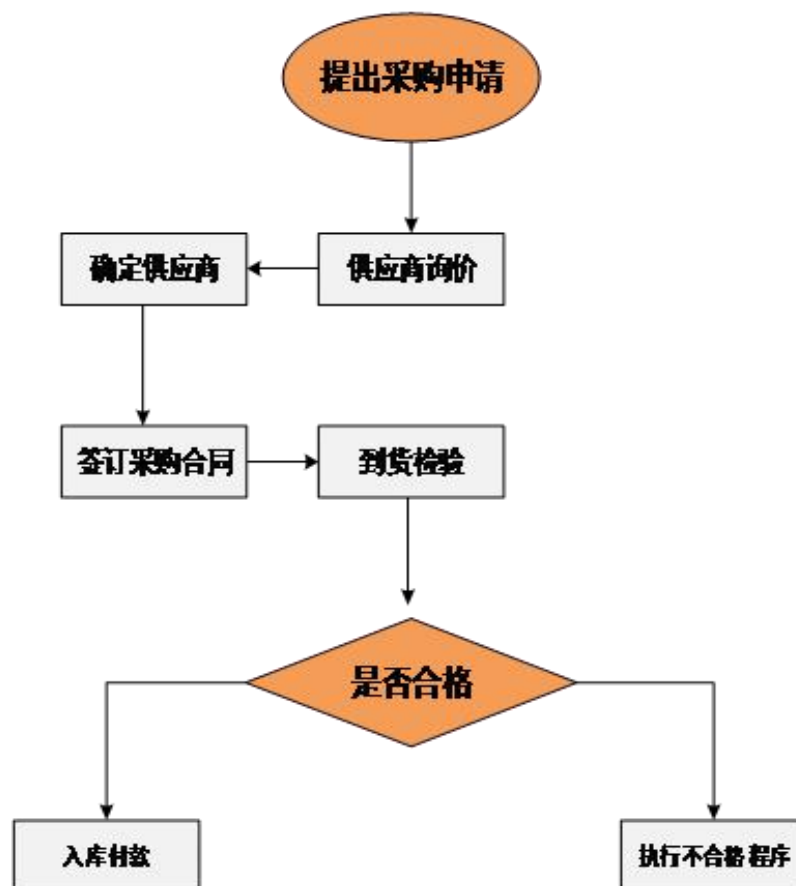 提出采购申请
供应商询价
确定供应商
签订采购合同
到货检验
是否合格
入库付款
执行不合格程序